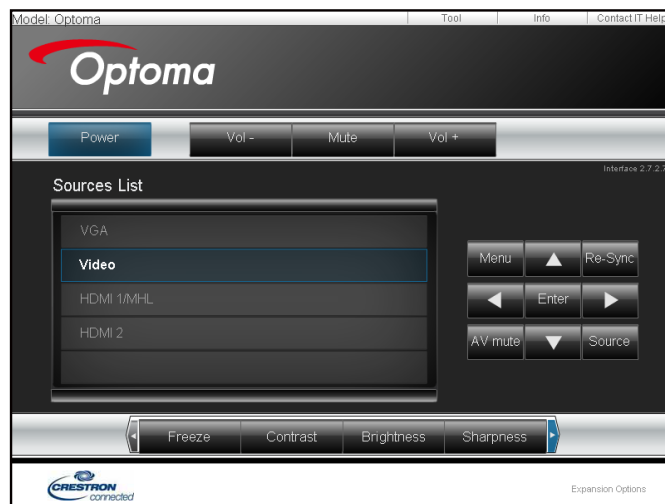 Model: Optoma
Tool
Info
Contact IT Help
Optoma
Power
Vol -
Mute
Vol +
Interface 2.7.2.7
Sources List
VGA
Video
HDMI 1/MHL
HDMI 2
Menu
Re-Sync
Enter
AV mute
Source
Freeze
Contrast
Brightness
Sharpness
CRESTRON
connected
Expansion Options